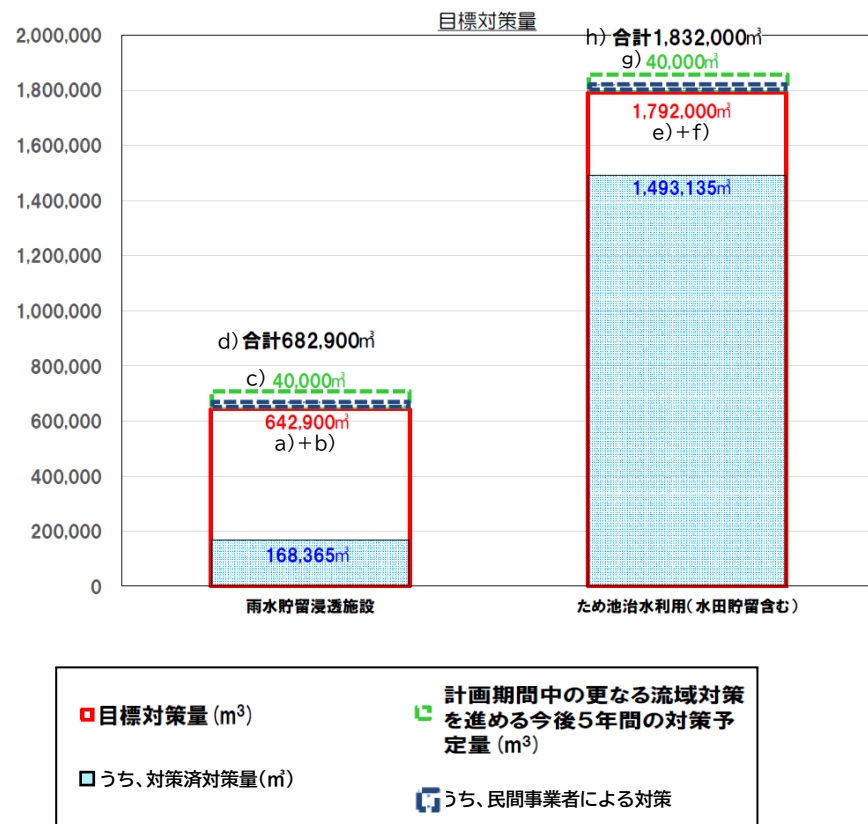 目標対策量
2,000,000
1,800,000
1,600,000
1,400,000
1,200,000
1,000,000
800,000
600,000
400,000
200,000
0
h) 合計1,832,000㎥
g) 40,000㎥
1,792,000㎥
e)+f)
1,493,135㎥
d) 合計682,900㎥
c) 40,000㎥
642,900㎥
a)+b)
168,365㎥
雨水貯留浸透施設
ため池治水利用(水田貯留含む)
目標対策量 (m³)
うち、対策済対策量(㎥)
計画期間中の更なる流域対策
を進める今後5年間の対策予
定量 (m³)
うち、民間事業者による対策